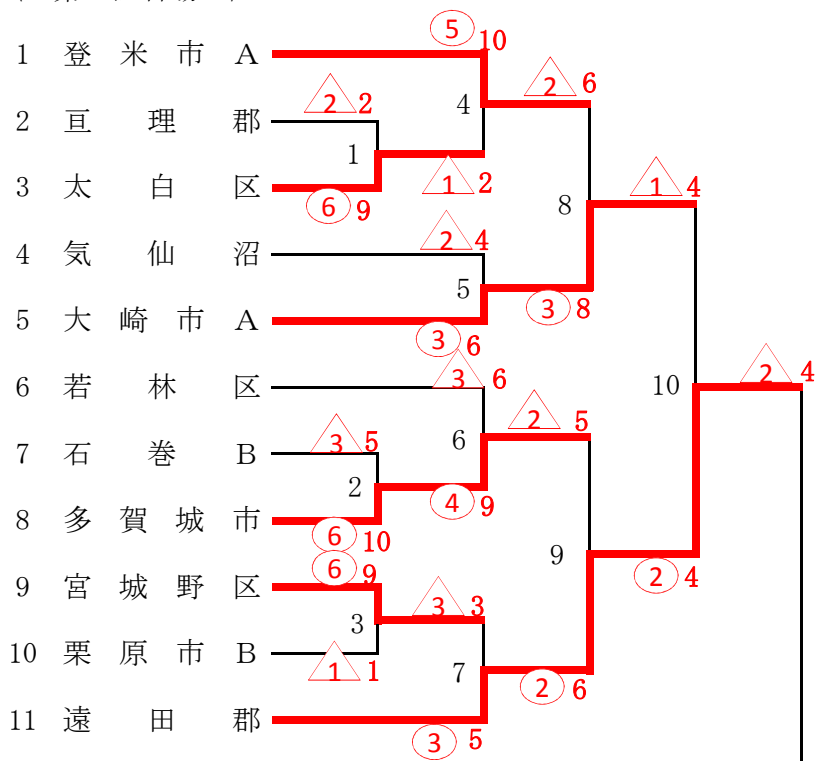 ⑤ 10
1 登米市 A
△2 6
△2 2
4
2 亘理郡
1
△1 4
3 太白区
△1 2
⑥ 9
8
△2 4
4 気仙沼
5
③ 8
5 大崎市 A
③ 6
△2 4
△3 6
10
6 若林区
△2 5
△3 5
6
7 石巻 B
2
④ 9
8 多賀城市
⑥ 10
9
⑥ 9
② 4
9 宮城野区
△3 3
3
10 栗原市 B
△1 1
7
② 6
11 遠田郡
③ 5